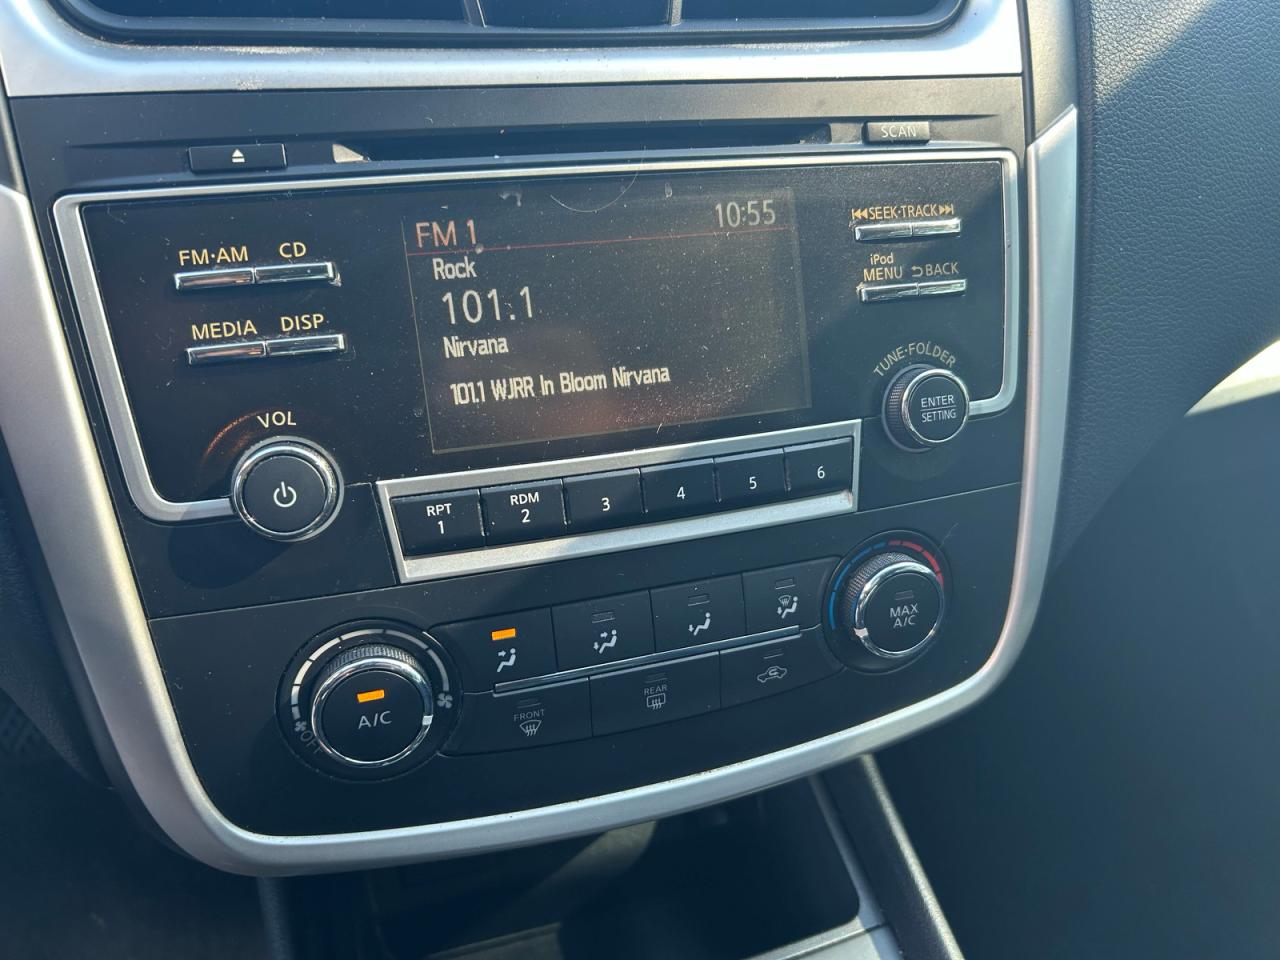 SCAN
FM·AM CD
MEDIA DISP
VOL
FM 1 10:55
Rock
101.1
Nirvana
101.1 WJRR In Bloom Nirvana
SEEK·TRACK
iPod
MENU BACK
TUNE·FOLDER
ENTER
SETTING
RPT
1
RDM
2
3
4
5
6
A/C
OFF
FRONT
REAR
MAX
A/C